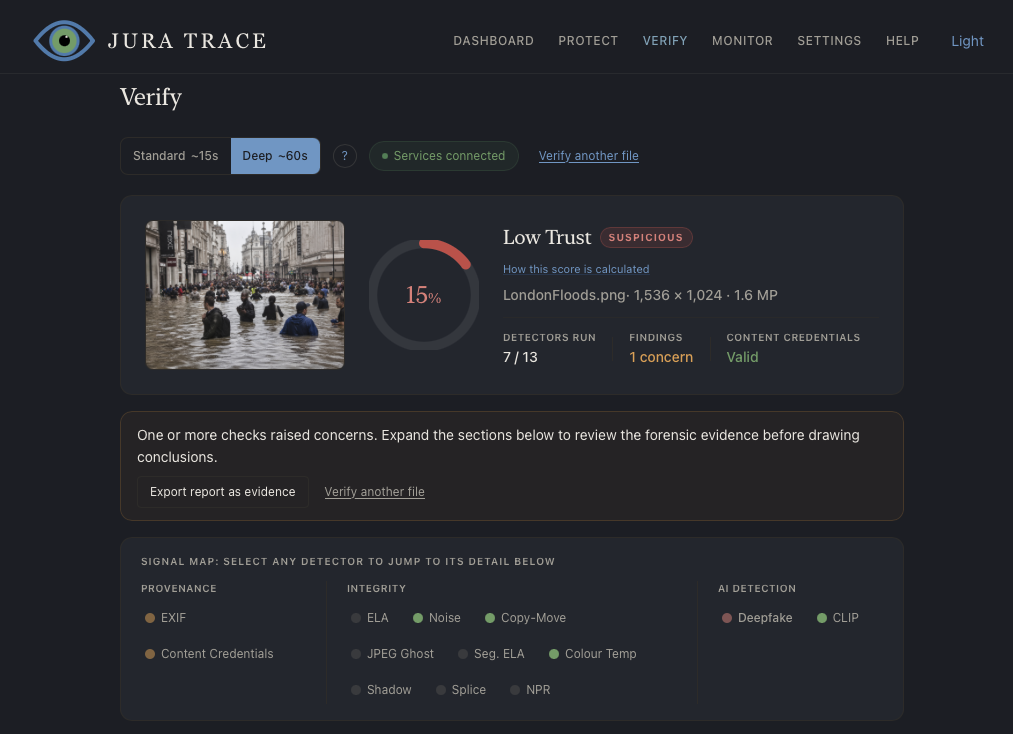 JURA TRACE
DASHBOARD PROTECT VERIFY MONITOR SETTINGS HELP Light
Verify
Standard ~15s Deep ~60s ? Services connected Verify another file
Low Trust SUSPICIOUS
How this score is calculated
15%
LondonFloods.png· 1,536 × 1,024 · 1.6 MP
DETECTORS RUN FINDINGS CONTENT CREDENTIALS
7 / 13 1 concern Valid
One or more checks raised concerns. Expand the sections below to review the forensic evidence before drawing
conclusions.
Export report as evidence Verify another file
SIGNAL MAP: SELECT ANY DETECTOR TO JUMP TO ITS DETAIL BELOW
PROVENANCE INTEGRITY AI DETECTION
EXIF ELA Noise Copy-Move Deepfake CLIP
Content Credentials JPEG Ghost Seg. ELA Colour Temp
Shadow Splice NPR